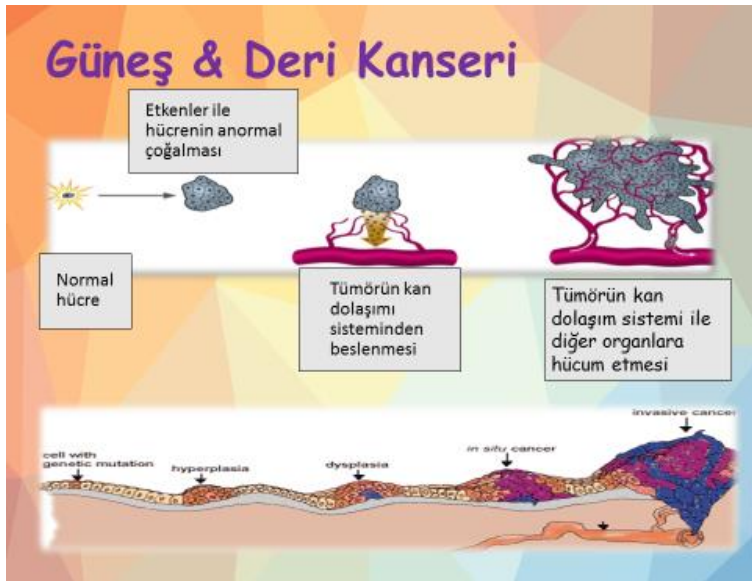 Güneş & Deri Kanseri
Etkenler ile
hücrenin anormal
çoğalması
Normal
hücre
Tümörün kan
dolaşımı
sisteminden
beslenmesi
Tümörün kan
dolaşım sistemi ile
diğer organlara
hücum etmesi
cell with
genetic mutation
hyperplasia
dysplasia
in situ cancer
invasive cancer